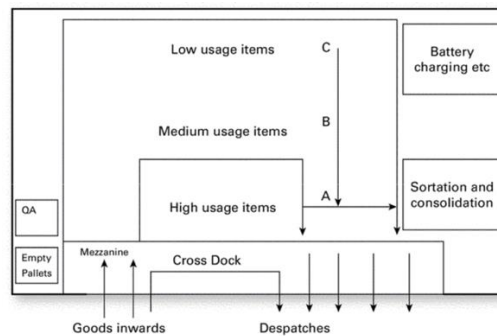 Low usage items
C
Battery
charging etc
B
Medium usage items
A
High usage items
Sortation and
consolidation
QA
Mezzanine
Empty
Pallets
Cross Dock
Goods inwards
Despatches